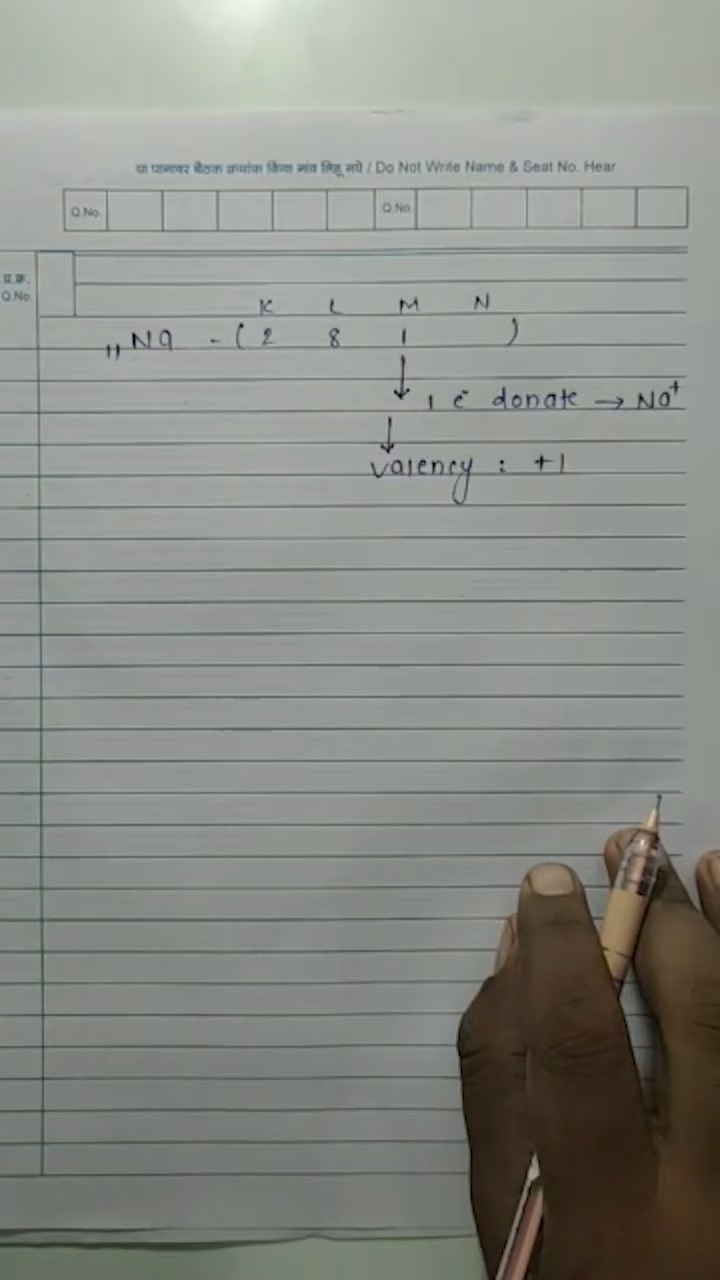 या पानावर बैठक क्रमांक किंवा नांव लिहू नये / Do Not Write Name & Seat No. Hear
Q.No. Q.No.
प्र.क्र.
Q.No.
K L M N
₁₁Na - ( 2 8 1 )
↓ 1 e⁻ donate → Na⁺
↓
valency : +1